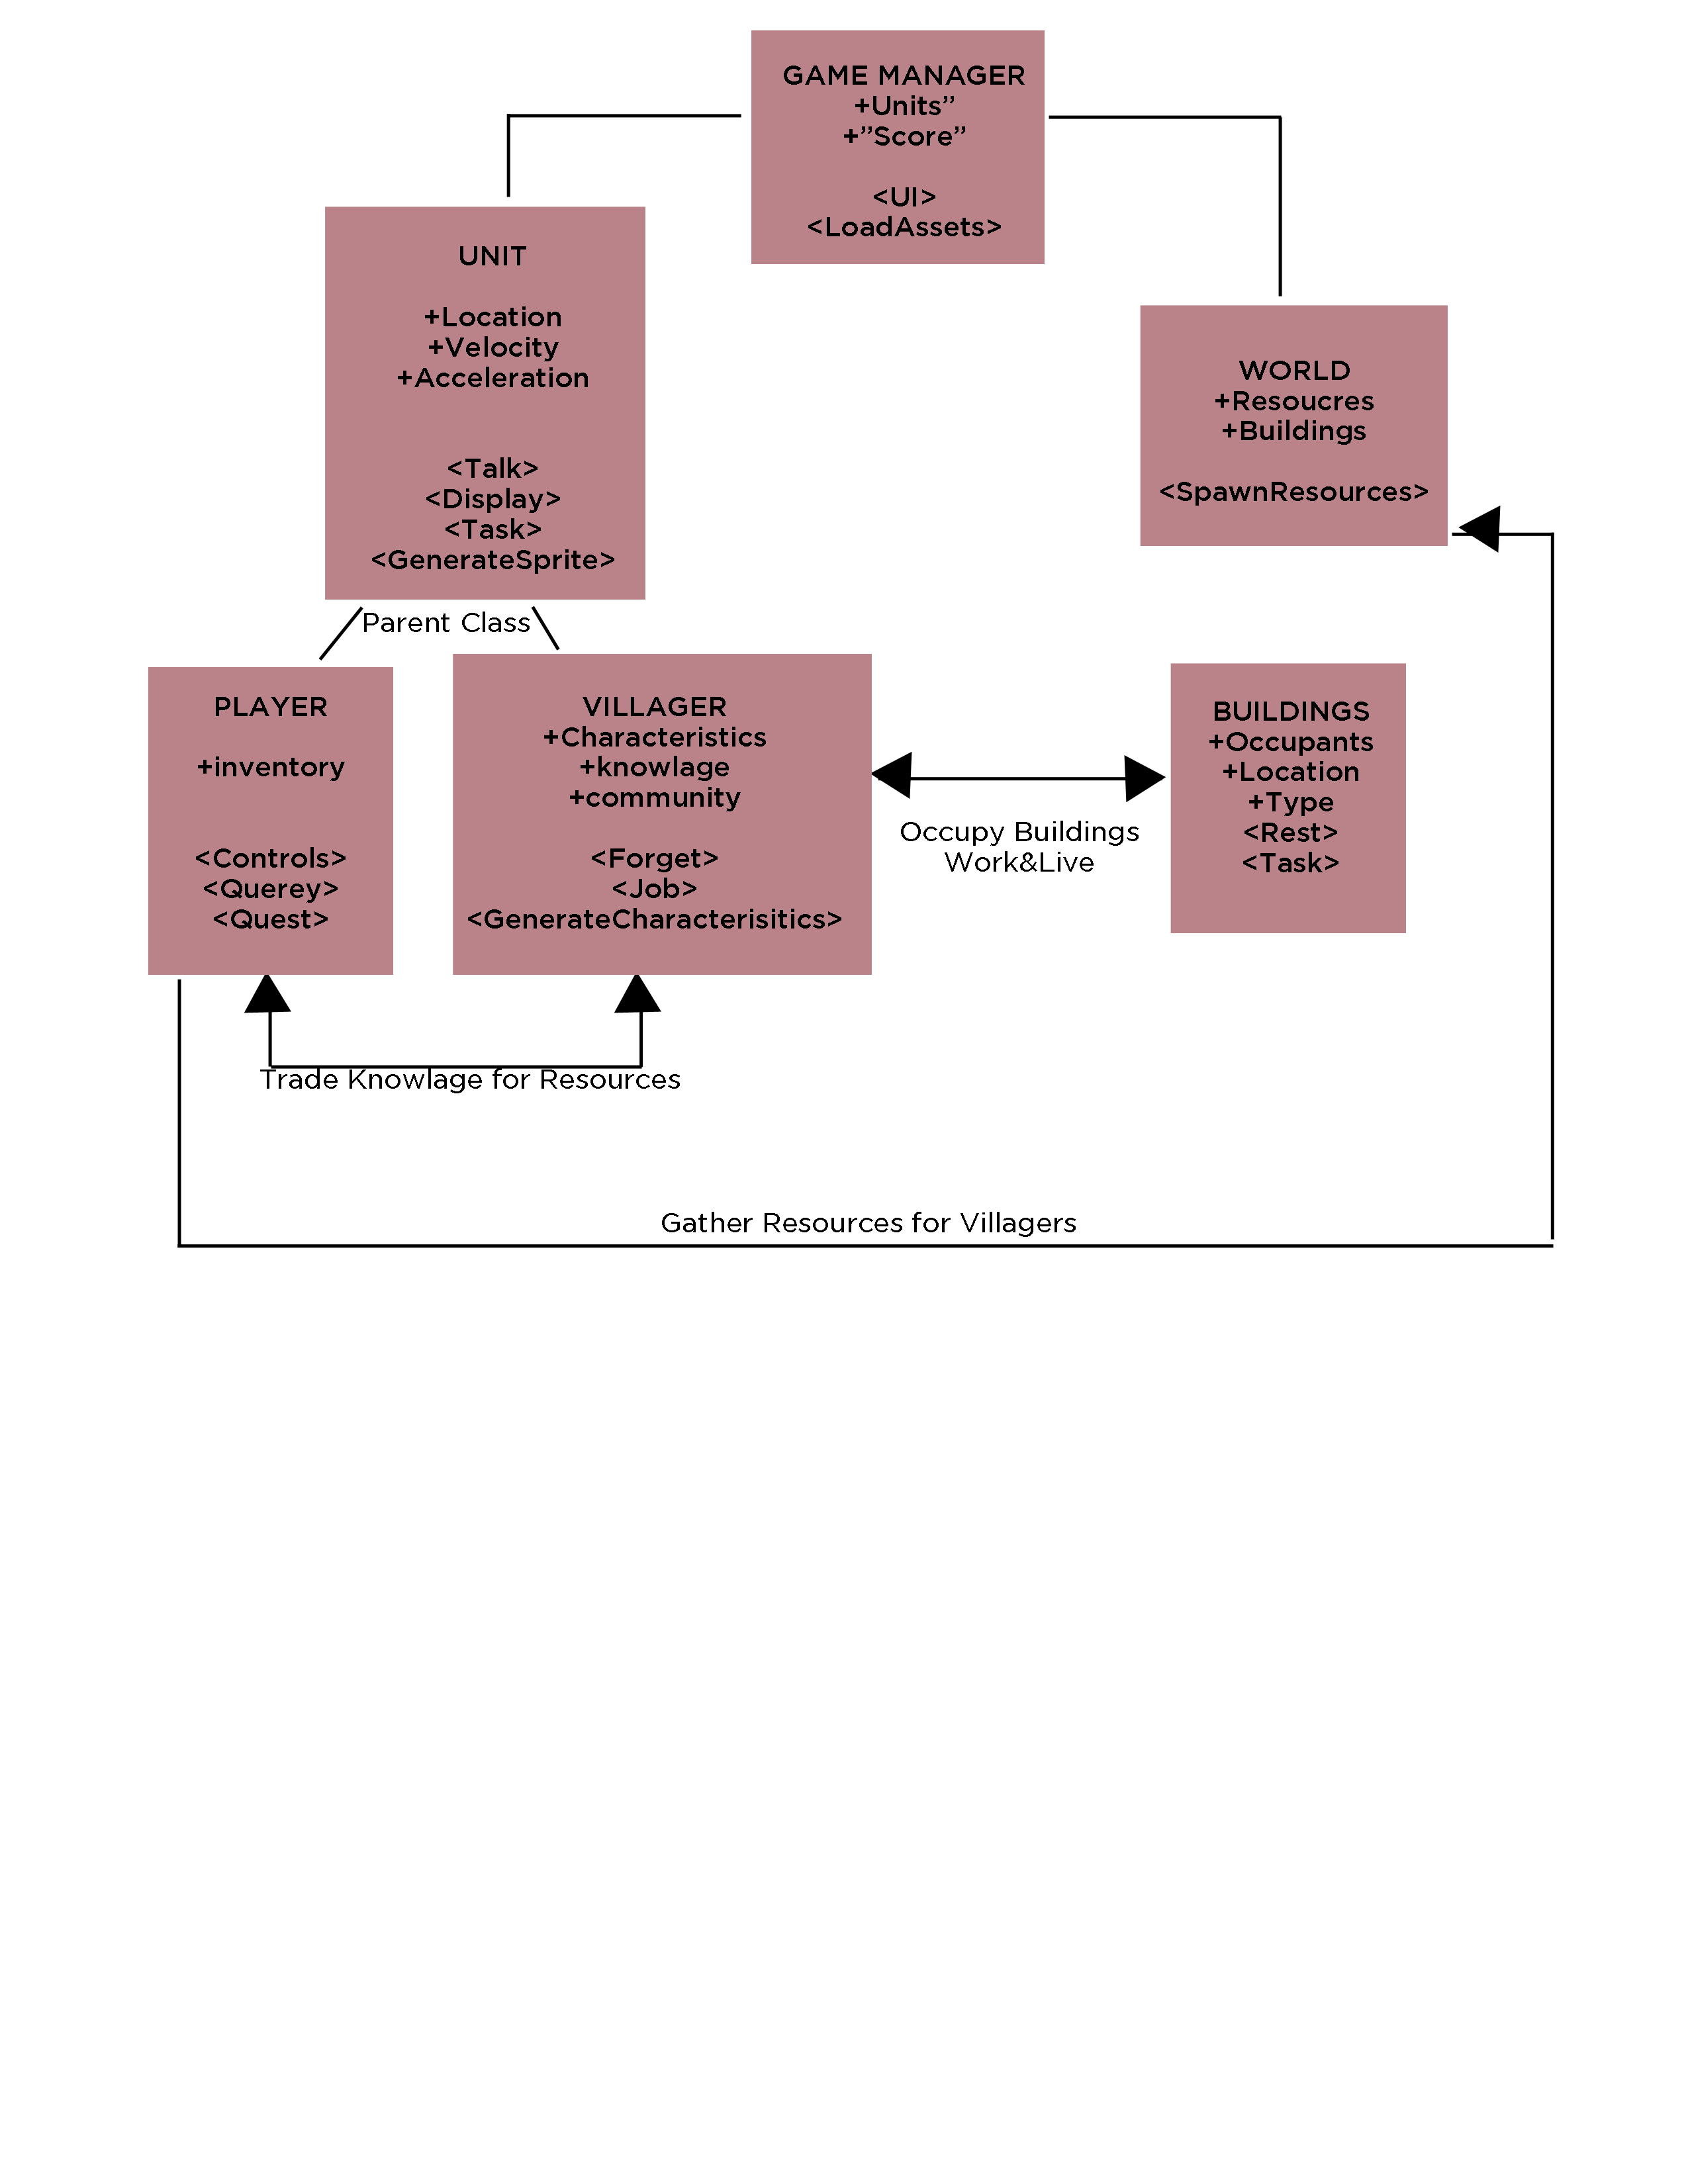 GAME MANAGER
+Units”
+”Score”
<UI>
<LoadAssets>
UNIT
+Location
+Velocity
+Acceleration
<Talk>
<Display>
<Task>
<GenerateSprite>
WORLD
+Resoucres
+Buildings
<SpawnResources>
Parent Class
PLAYER
+inventory
<Controls>
<Querey>
<Quest>
VILLAGER
+Characteristics
+knowlage
+community
<Forget>
<Job>
<GenerateCharacterisitics>
Occupy Buildings
Work&Live
BUILDINGS
+Occupants
+Location
+Type
<Rest>
<Task>
Trade Knowlage for Resources
Gather Resources for Villagers